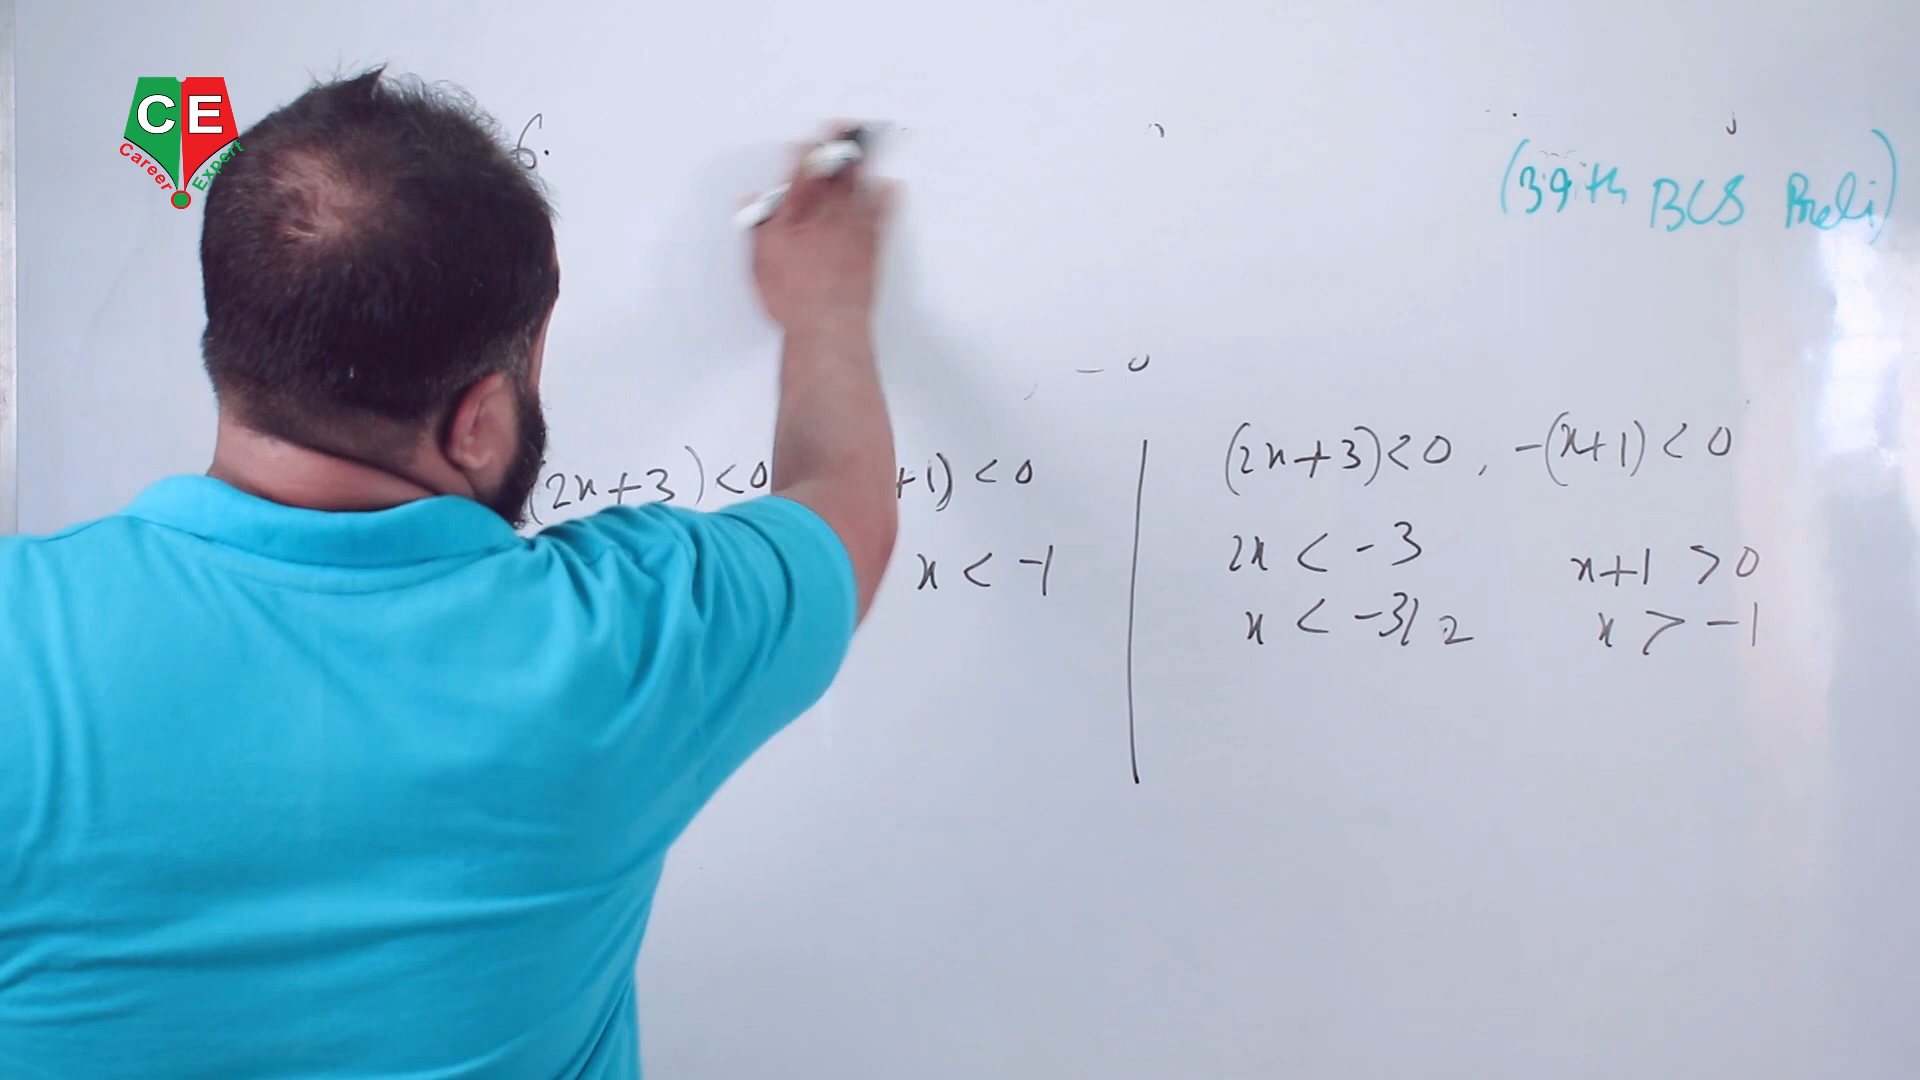 CE
Career Expert
6.
(39th BCS Preli)
- 0
(2x+3)<0 +1) <0
x < -1
(2x+3)<0, -(x+1) < 0
2x < -3 x+1 >0
x < -3/2 x > -1